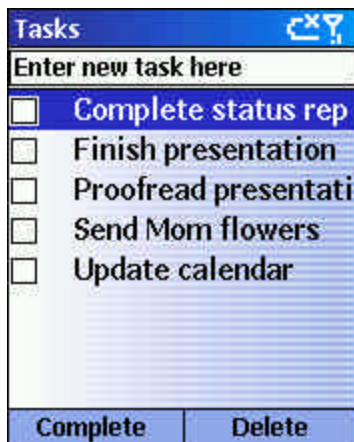 Tasks
Enter new task here
Complete status rep
Finish presentation
Proofread presentati
Send Mom flowers
Update calendar
Complete Delete